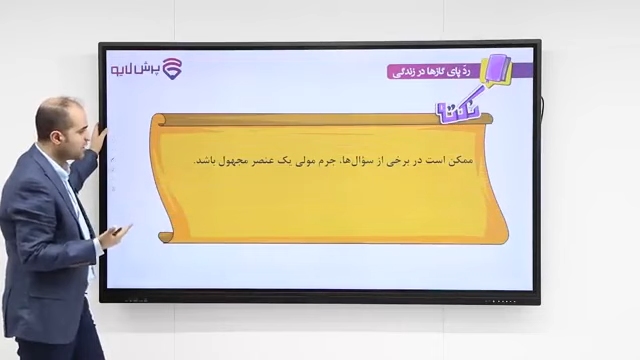 پرش لایو
ردّ پای گازها در زندگی
نکته
ممکن است در برخی از سؤال‌ها، جرم مولی یک عنصر مجهول باشد.